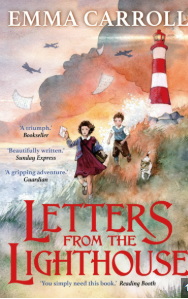 EMMA CARROLL
'A triumph.'
Bookseller
'Beautifully written.'
Sunday Express
'A gripping adventure.'
Guardian
LETTERS
FROM THE
LIGHTHOUSE
'You simply need this book.' Reading Booth